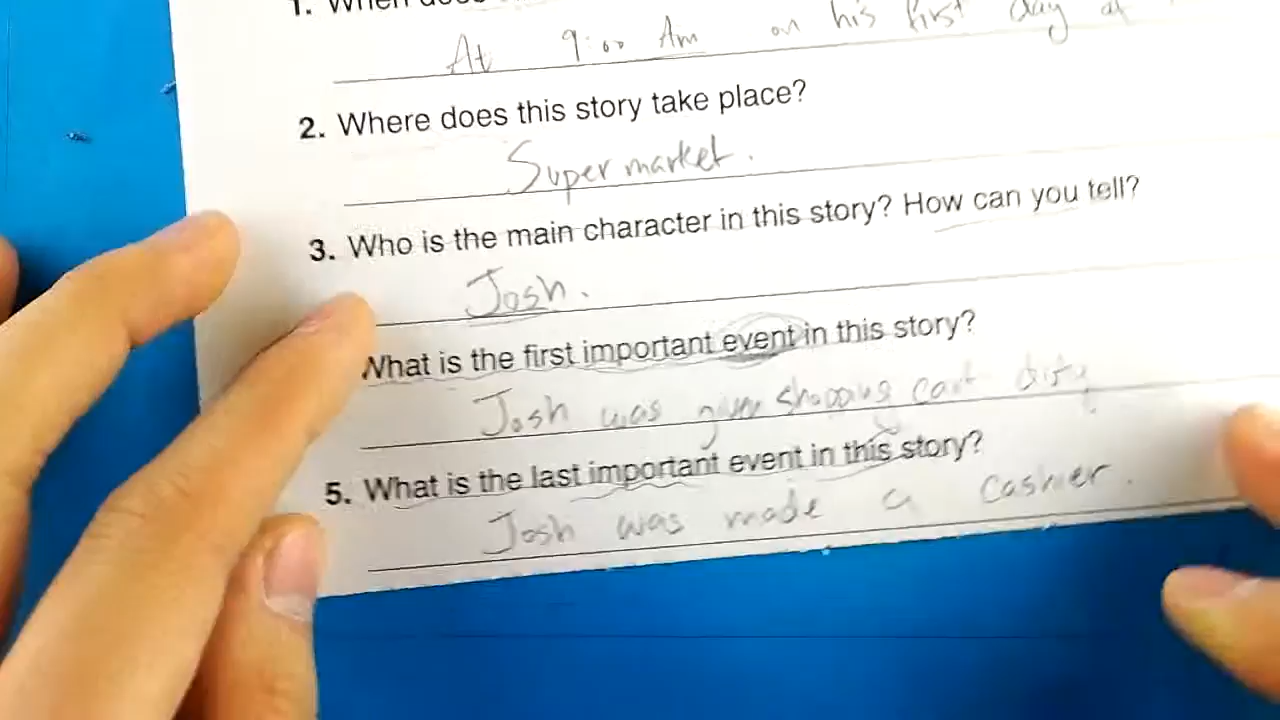 1. When does
At 9:00 Am on his first day at
2. Where does this story take place?
Supermarket.
3. Who is the main character in this story? How can you tell?
Josh.
What is the first important event in this story?
Josh was given shopping cart duty.
5. What is the last important event in this story?
Josh was made a cashier.